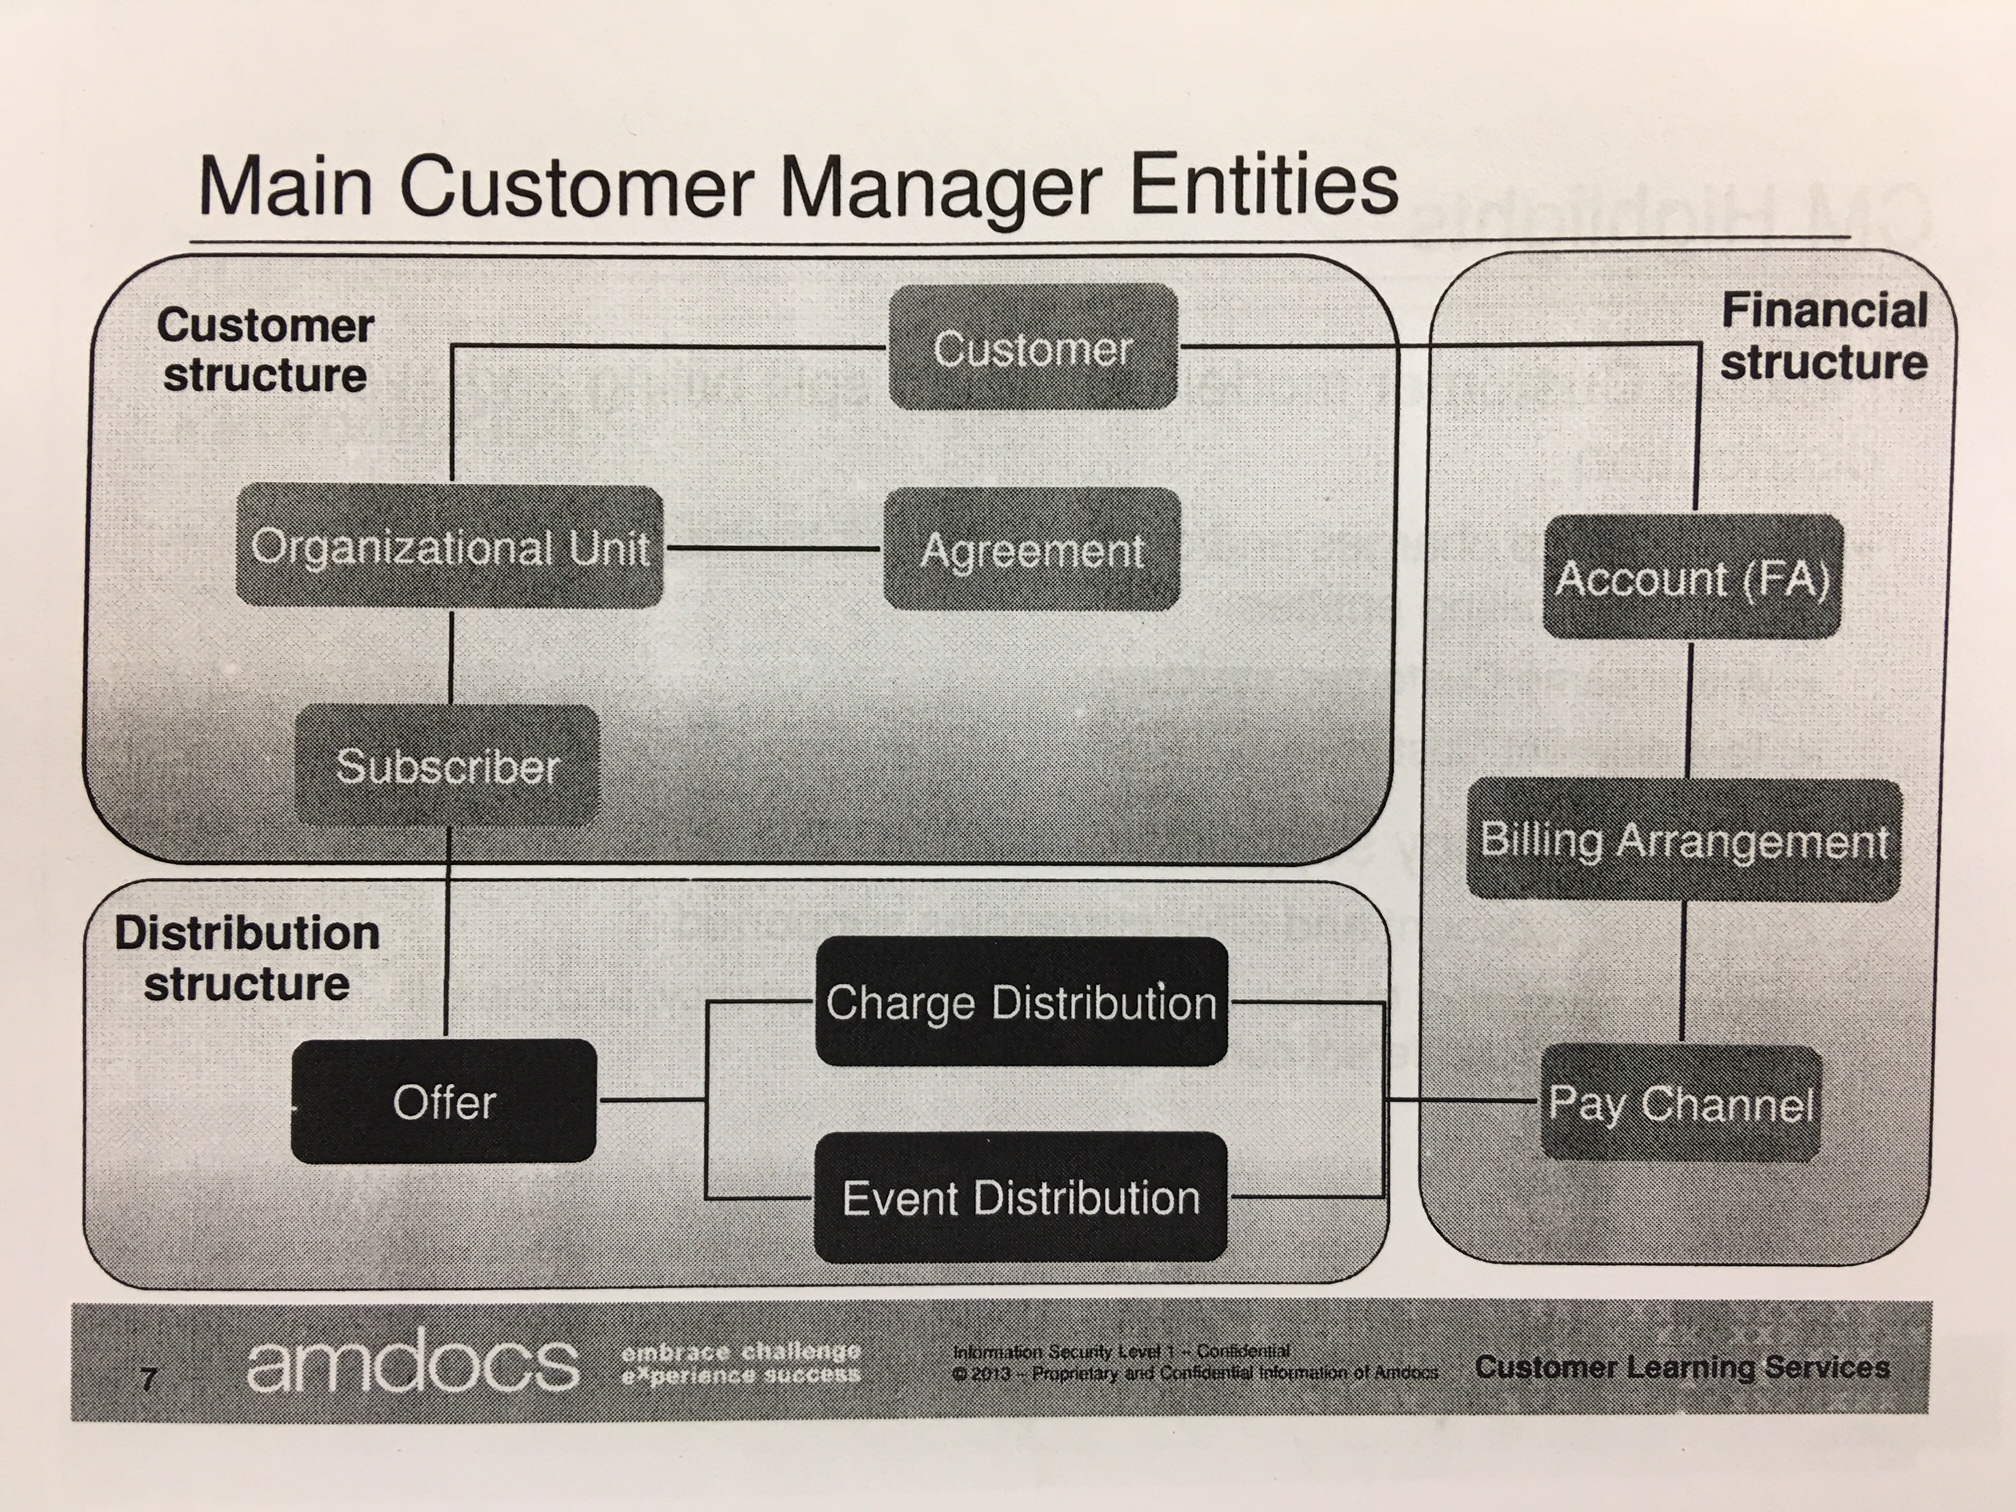 Main Customer Manager Entities
Customer
structure
Customer
Organizational Unit
Agreement
Subscriber
Financial
structure
Account (FA)
Billing Arrangement
Pay Channel
Distribution
structure
Offer
Charge Distribution
Event Distribution
7
amdocs
embrace challenge
experience success
Information Security Level 1 – Confidential
© 2013 – Proprietary and Confidential Information of Amdocs
Customer Learning Services